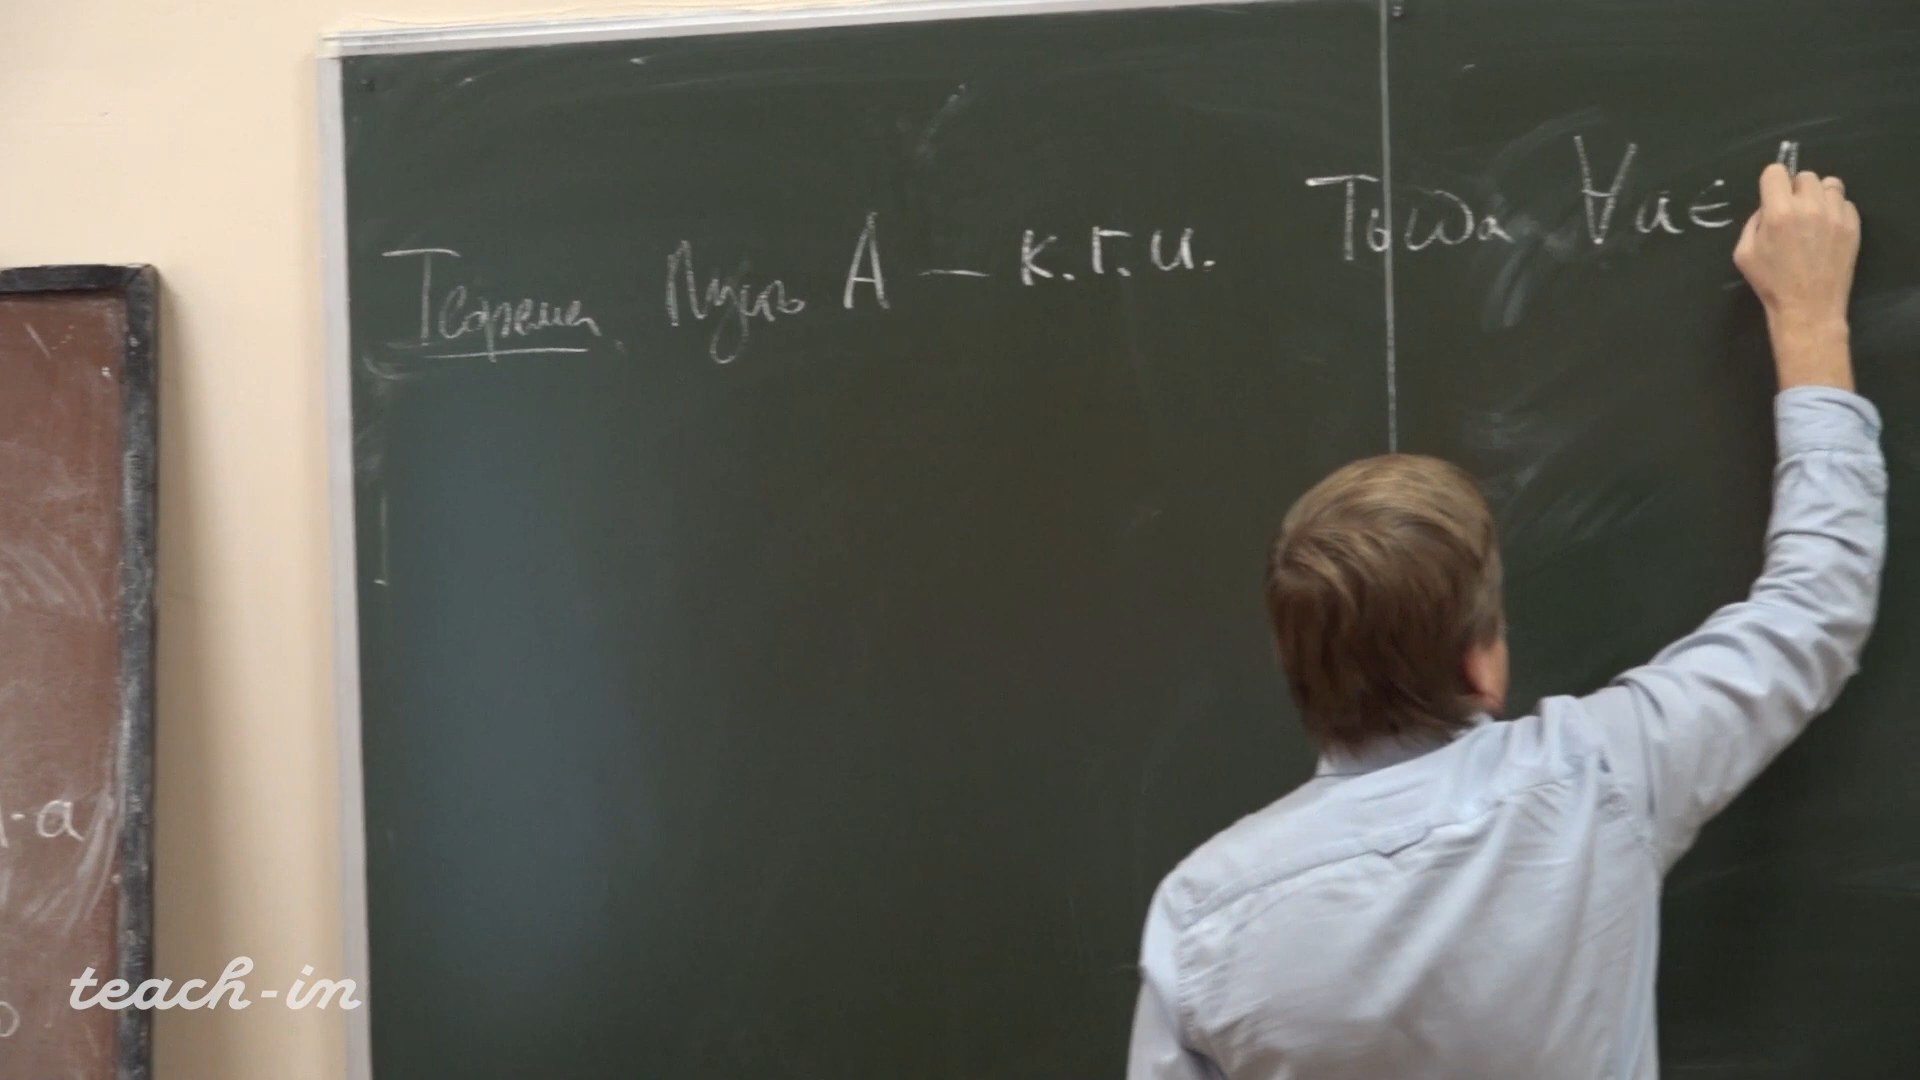 Теорема Пусть A — к.г.и. Тогда ∀ u ∈
·a
teach-in